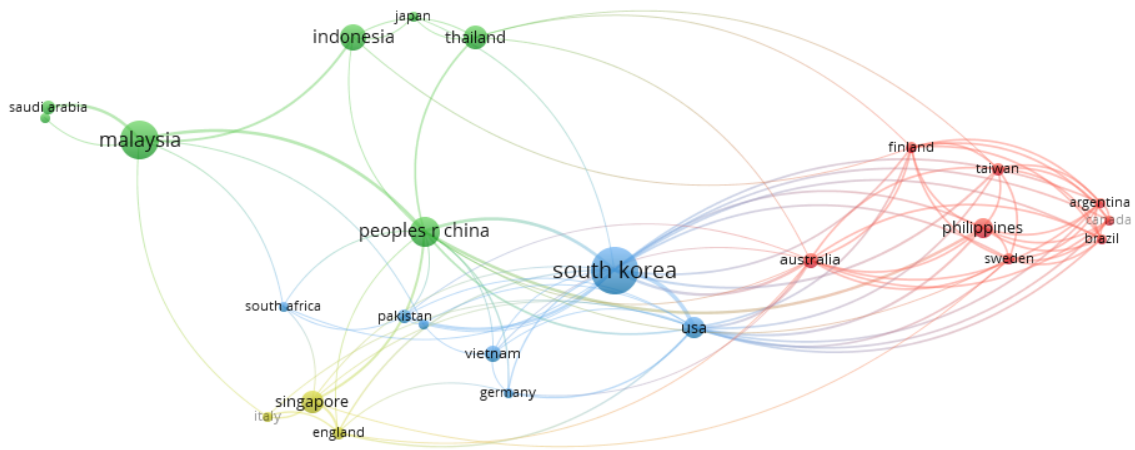 japan
indonesia
thailand
saudi arabia
malaysia
finland
taiwan
argentina
canada
peoples r china
philippines
brazil
south korea
australia
sweden
south africa
pakistan
usa
vietnam
germany
singapore
italy
england